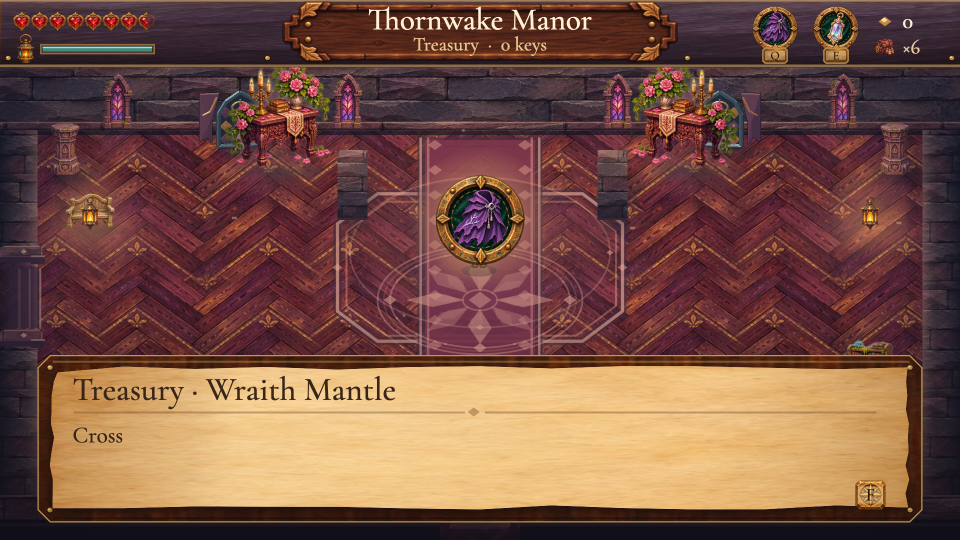 Thornwake Manor
Treasury · 0 keys
Q
E
0
×6
Treasury · Wraith Mantle
Cross
F